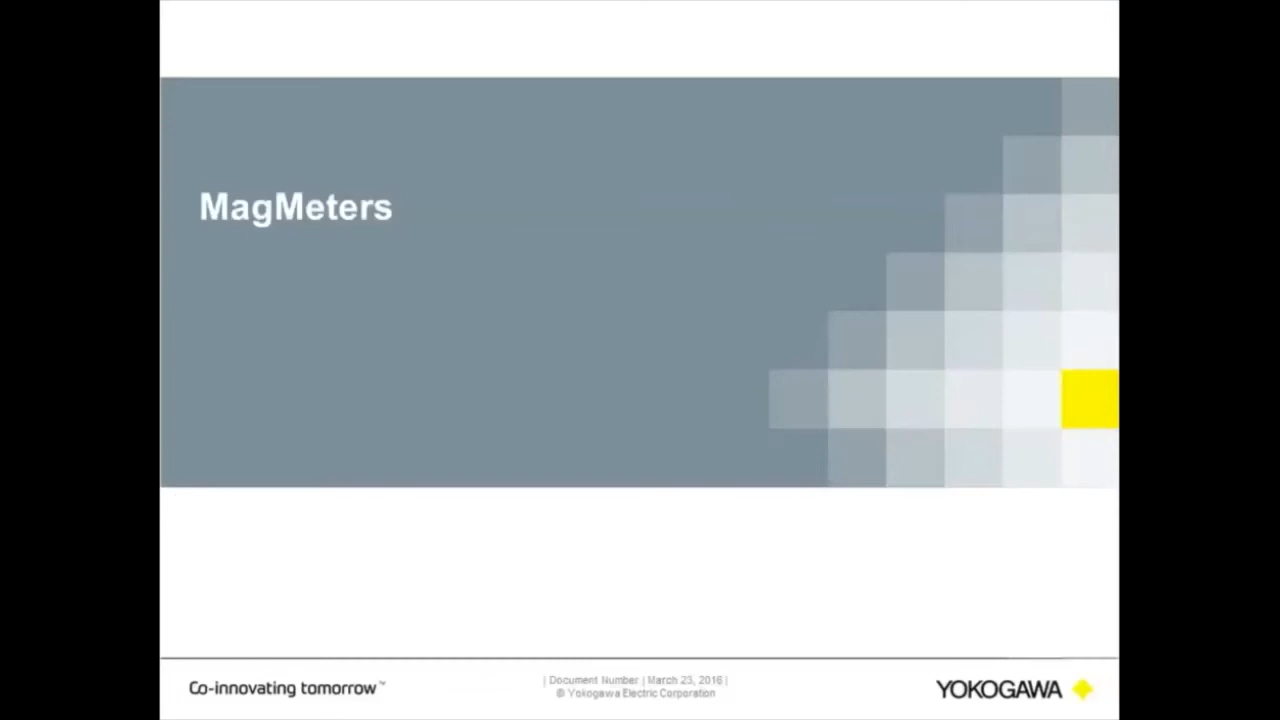 MagMeters
Co-innovating tomorrow™
| Document Number | March 23, 2016 |
© Yokogawa Electric Corporation
YOKOGAWA